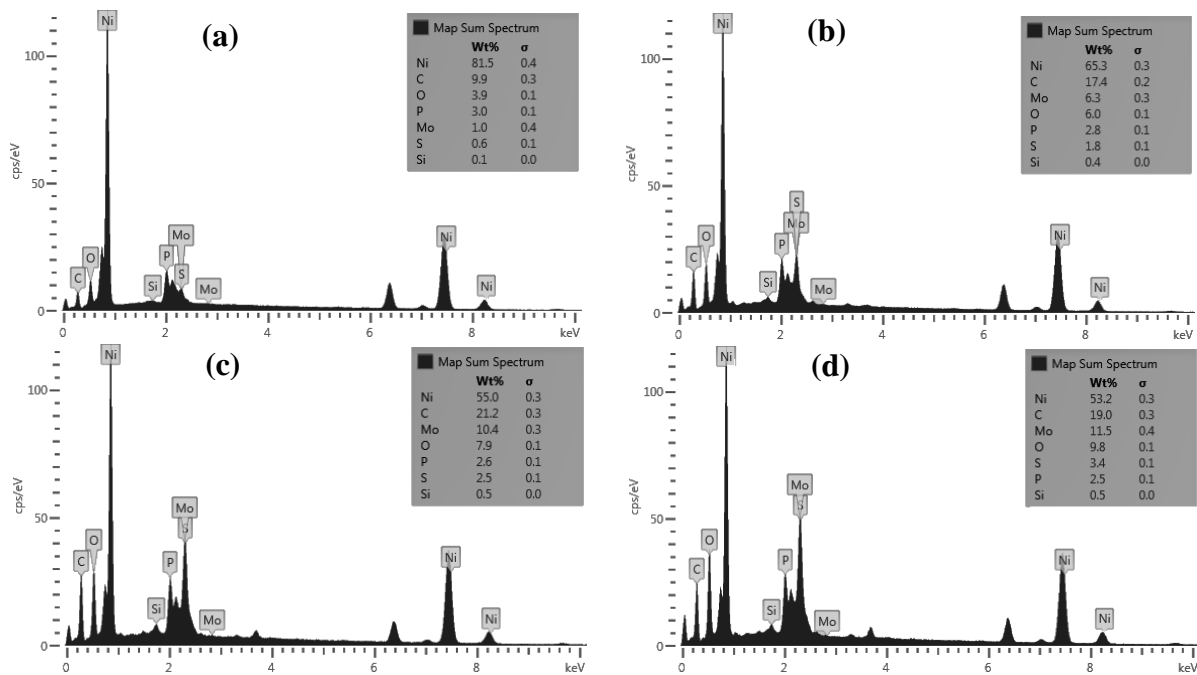 (a)
Map Sum Spectrum
Wt% σ
Ni 81.5 0.4
C 9.9 0.3
O 3.9 0.1
P 3.0 0.1
Mo 1.0 0.4
S 0.6 0.1
Si 0.1 0.0
Ni
100
50
0
cps/eV
C
O
Si
P
Mo
S
Mo
Ni
Ni
0 2 4 6 8 keV
(b)
Map Sum Spectrum
Wt% σ
Ni 65.3 0.3
C 17.4 0.2
Mo 6.3 0.3
O 6.0 0.1
P 2.8 0.1
S 1.8 0.1
Si 0.4 0.0
Ni
100
50
0
cps/eV
C
O
Si
P
S
Mo
Mo
Ni
Ni
0 2 4 6 8 keV
(c)
Map Sum Spectrum
Wt% σ
Ni 55.0 0.3
C 21.2 0.3
Mo 10.4 0.3
O 7.9 0.1
P 2.6 0.1
S 2.5 0.1
Si 0.5 0.0
Ni
100
50
0
cps/eV
C
O
Si
P
Mo
S
Mo
Ni
Ni
0 2 4 6 8 keV
(d)
Map Sum Spectrum
Wt% σ
Ni 53.2 0.3
C 19.0 0.3
Mo 11.5 0.4
O 9.8 0.1
S 3.4 0.1
P 2.5 0.1
Si 0.5 0.0
Ni
100
50
0
cps/eV
C
O
Si
P
Mo
S
Mo
Ni
Ni
0 2 4 6 8 keV